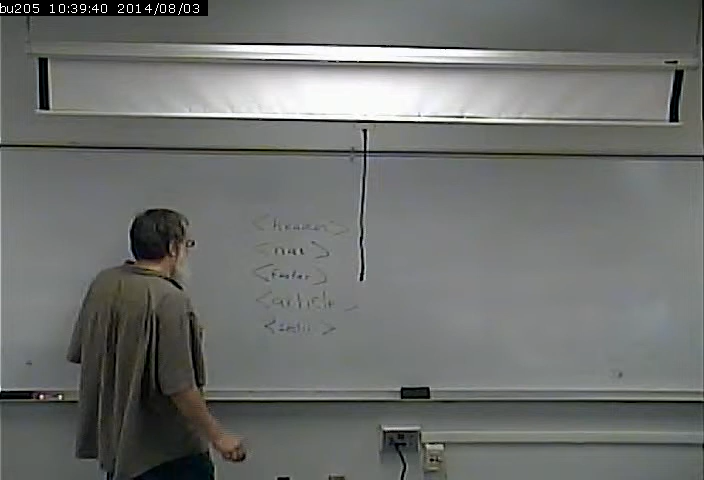 bu205 10:39:40 2014/08/03
<header>
<nav>
<footer>
<article>